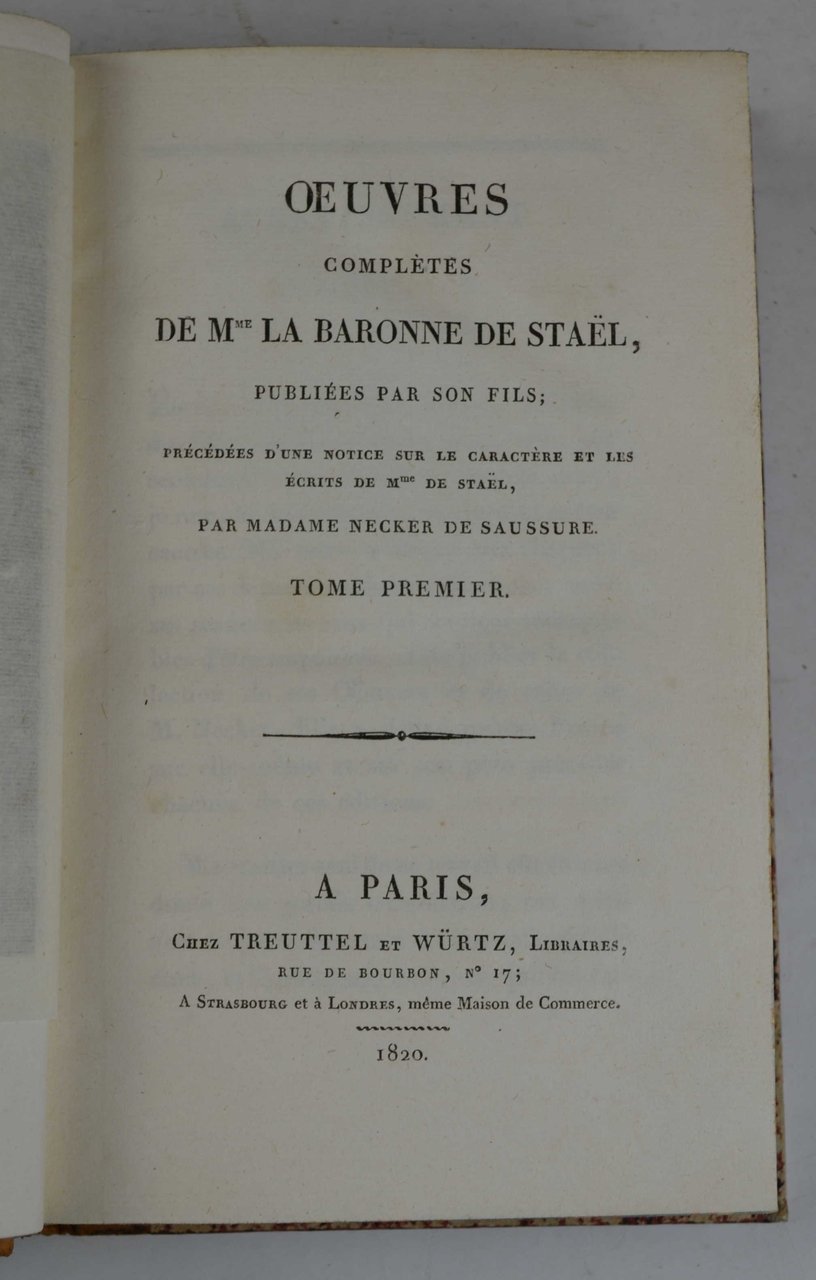 OEUVRES
COMPLÈTES
DE MME LA BARONNE DE STAËL,
PUBLIÉES PAR SON FILS;
PRÉCÉDÉES D'UNE NOTICE SUR LE CARACTÈRE ET LES
ÉCRITS DE Mme DE STAËL,
PAR MADAME NECKER DE SAUSSURE.
TOME PREMIER.
A PARIS,
CHEZ TREUTTEL ET WÜRTZ, LIBRAIRES,
RUE DE BOURBON, N° 17;
A STRASBOURG et à LONDRES, même Maison de Commerce.
1820.